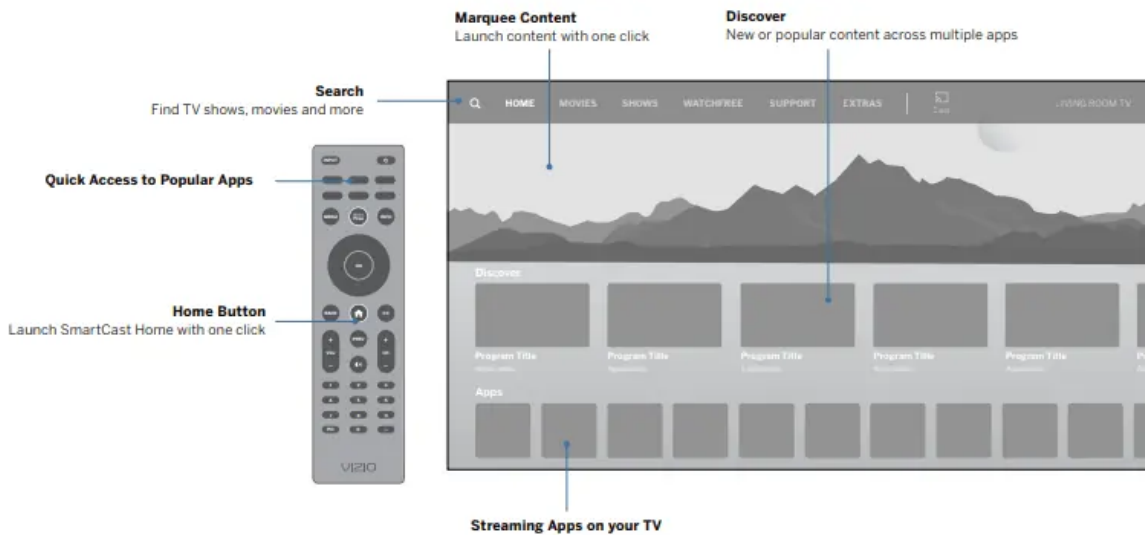 Marquee Content
Launch content with one click
Discover
New or popular content across multiple apps
Search
Find TV shows, movies and more
HOME MOVIES SHOWS WATCHFREE SUPPORT EXTRAS LIVING ROOM TV
Quick Access to Popular Apps
Discover
Home Button
Launch SmartCast Home with one click
Program Title Program Title Program Title Program Title Program Title
Apps
VIZIO
Streaming Apps on your TV